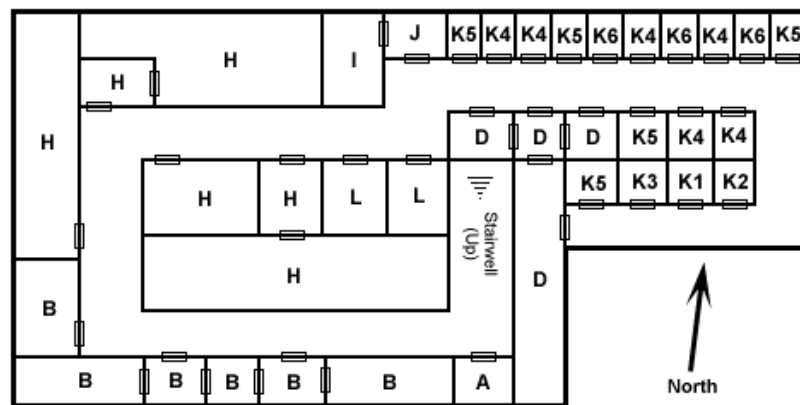 J K5 K4 K4 K5 K6 K4 K6 K4 K6 K5
H I
H
H
D D D K5 K4 K4
K5 K3 K1 K2
H H L L
Stairwell
(Up)
H
D
B
B B B B B A
North